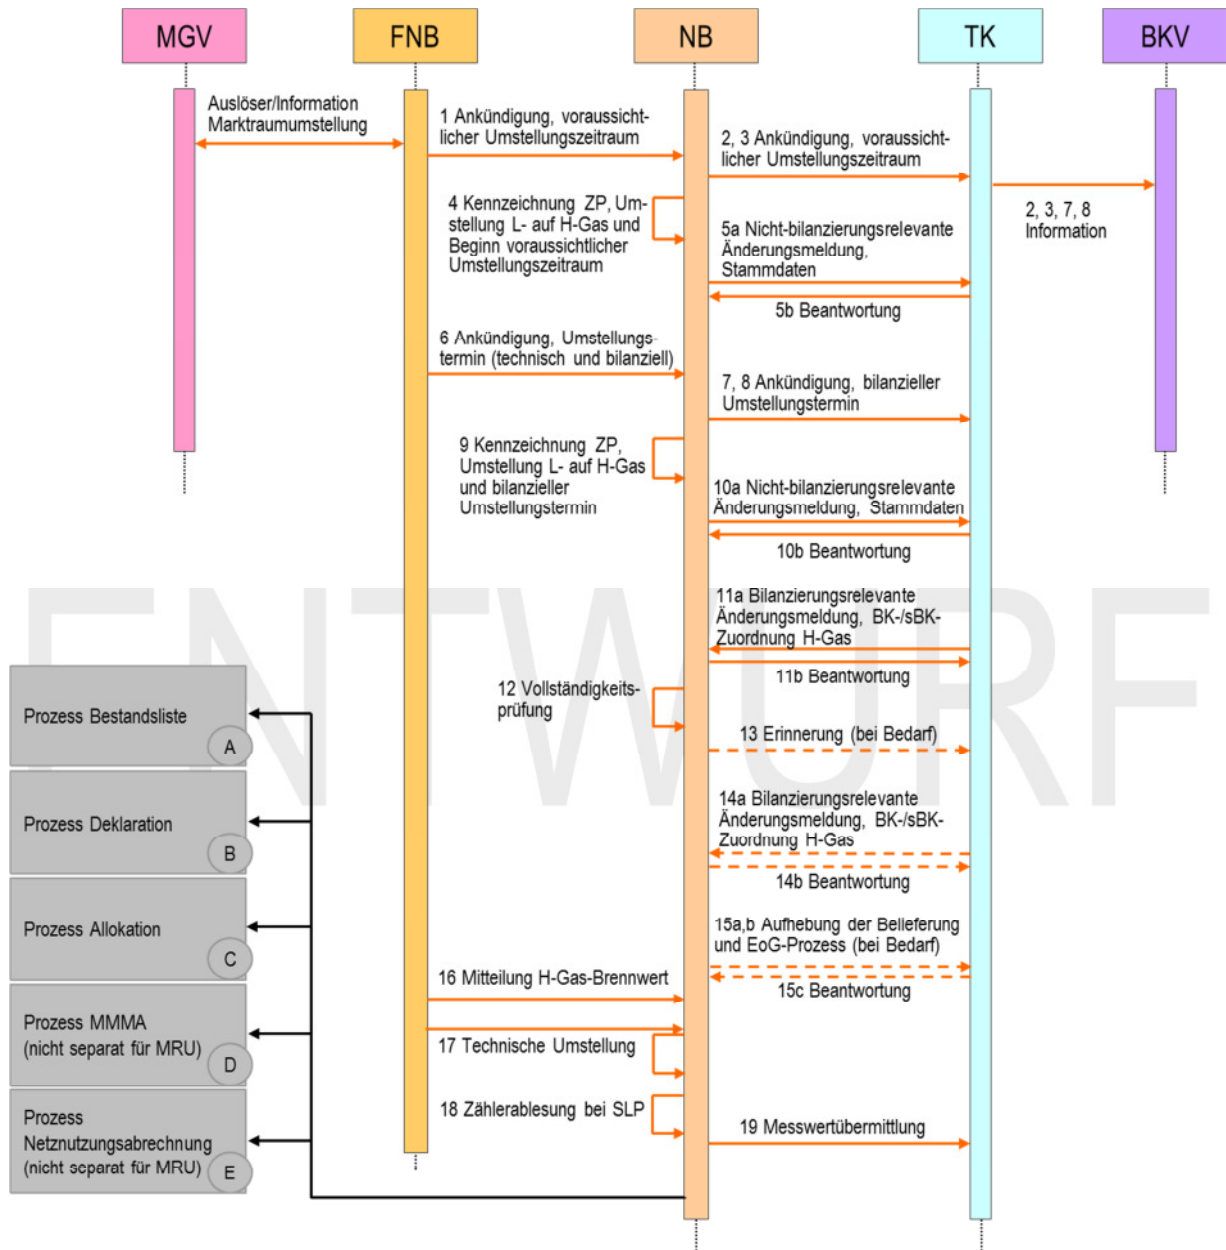 MGV
FNB
NB
TK
BKV
Auslöser/Information
Marktraumumstellung
1 Ankündigung, voraussicht-
licher Umstellungszeitraum
2, 3 Ankündigung, voraussicht-
licher Umstellungszeitraum
2, 3, 7, 8
Information
4 Kennzeichnung ZP, Um-
stellung L- auf H-Gas und
Beginn voraussichtlicher
Umstellungszeitraum
5a Nicht-bilanzierungsrelevante
Änderungsmeldung,
Stammdaten
5b Beantwortung
6 Ankündigung, Umstellungs-
termin (technisch und bilanziell)
7, 8 Ankündigung, bilanzieller
Umstellungstermin
9 Kennzeichnung ZP,
Umstellung L- auf H-Gas
und bilanzieller
Umstellungstermin
10a Nicht-bilanzierungsrelevante
Änderungsmeldung, Stammdaten
10b Beantwortung
ENTWURF
11a Bilanzierungsrelevante
Änderungsmeldung, BK-/sBK-
Zuordnung H-Gas
11b Beantwortung
12 Vollständigkeits-
prüfung
13 Erinnerung (bei Bedarf)
14a Bilanzierungsrelevante
Änderungsmeldung, BK-/sBK-
Zuordnung H-Gas
14b Beantwortung
15a,b Aufhebung der Belieferung
und EoG-Prozess (bei Bedarf)
15c Beantwortung
16 Mitteilung H-Gas-Brennwert
17 Technische Umstellung
18 Zählerablesung bei SLP
19 Messwertübermittlung
Prozess Bestandsliste
A
Prozess Deklaration
B
Prozess Allokation
C
Prozess MMMA
(nicht separat für MRU)
D
Prozess
Netznutzungsabrechnung
(nicht separat für MRU)
E